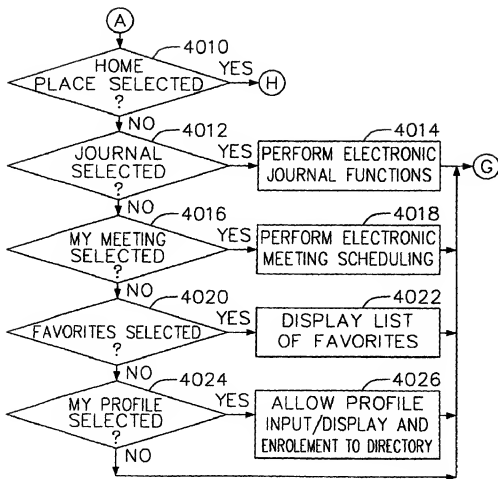 A
4010
HOME
PLACE SELECTED
?
YES
H
NO
4012
JOURNAL
SELECTED
?
YES
4014
PERFORM ELECTRONIC
JOURNAL FUNCTIONS
G
NO
4016
MY MEETING
SELECTED
?
YES
4018
PERFORM ELECTRONIC
MEETING SCHEDULING
NO
4020
FAVORITES SELECTED
?
YES
4022
DISPLAY LIST
OF FAVORITES
NO
4024
MY PROFILE
SELECTED
?
YES
4026
ALLOW PROFILE
INPUT/DISPLAY AND
ENROLEMENT TO DIRECTORY
NO